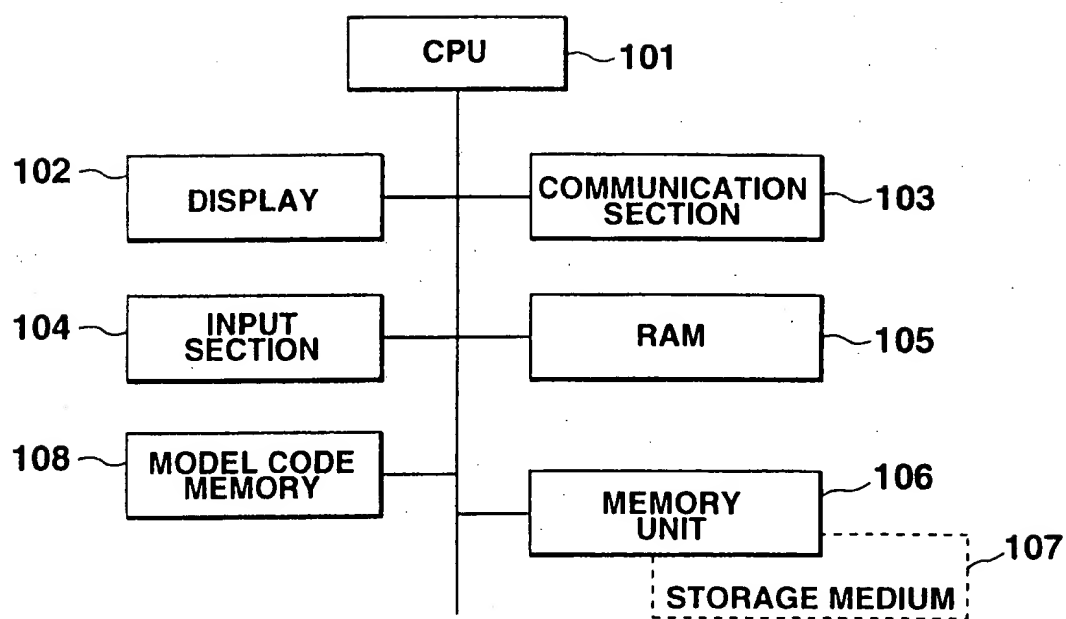 CPU
101
102
DISPLAY
COMMUNICATION
SECTION
103
104
INPUT
SECTION
RAM
105
108
MODEL CODE
MEMORY
MEMORY
UNIT
106
107
STORAGE MEDIUM